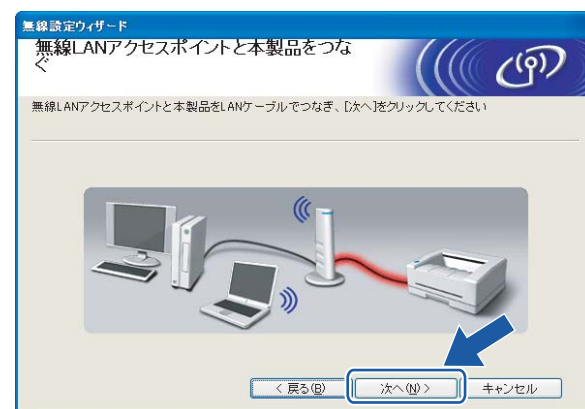 無線設定ウィザード
無線LANアクセスポイントと本製品をつな
ぐ
無線LANアクセスポイントと本製品をLANケーブルでつなぎ、[次へ]をクリックしてください
< 戻る(B)
次へ(N) >
キャンセル